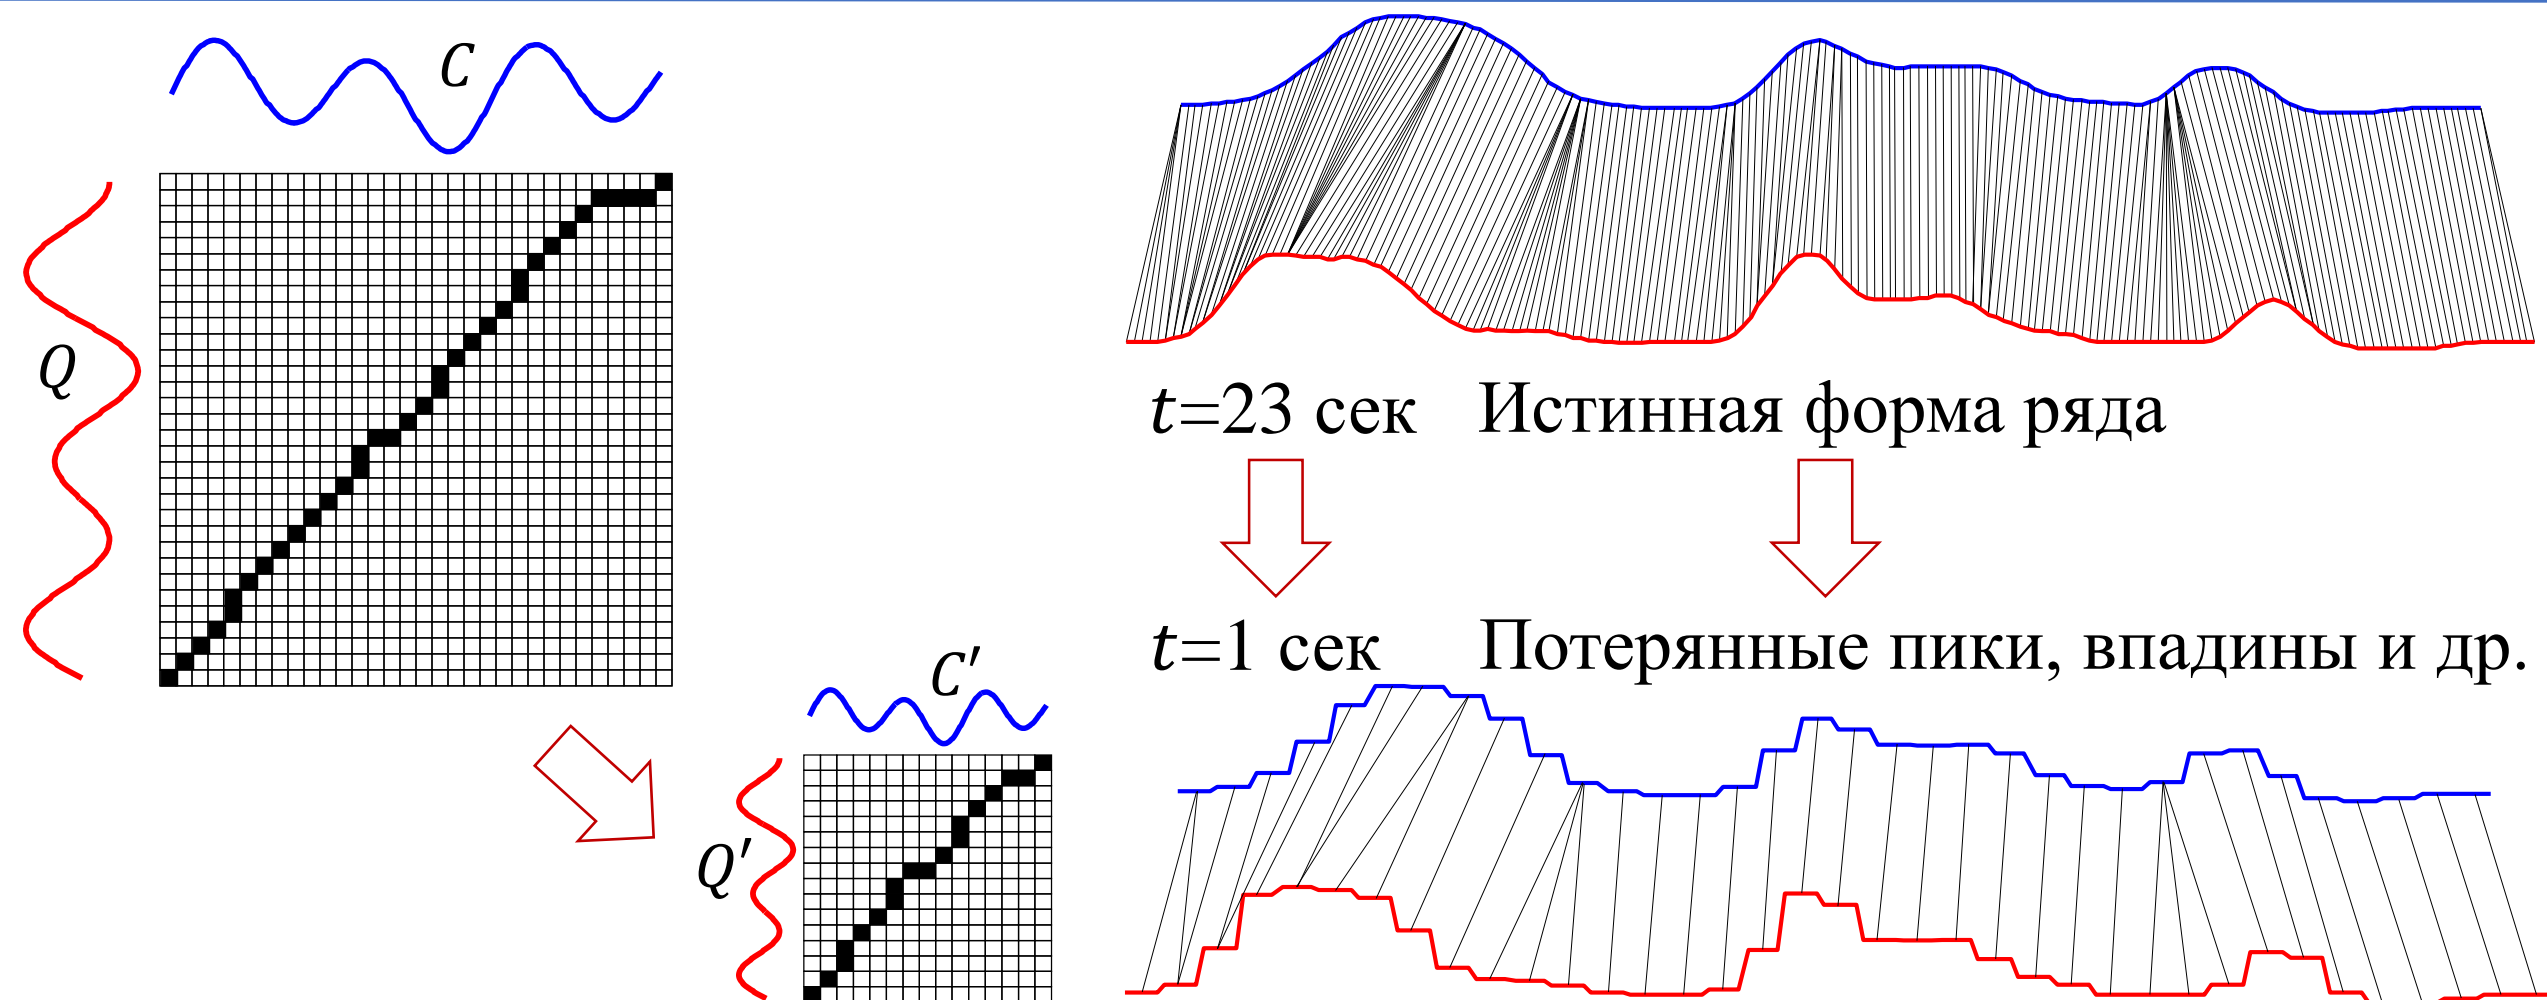 C
Q
t=23 сек Истинная форма ряда
t=1 сек Потерянные пики, впадины и др.
C′
Q′